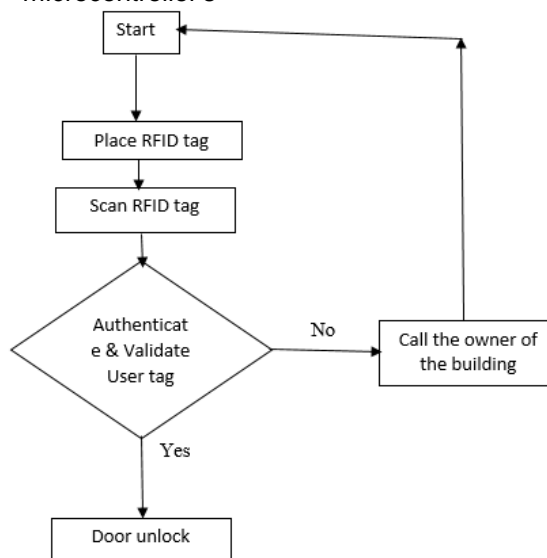 microcontroller's
Start
Place RFID tag
Scan RFID tag
Authenticat
e & Validate
User tag
No
Call the owner of
the building
Yes
Door unlock